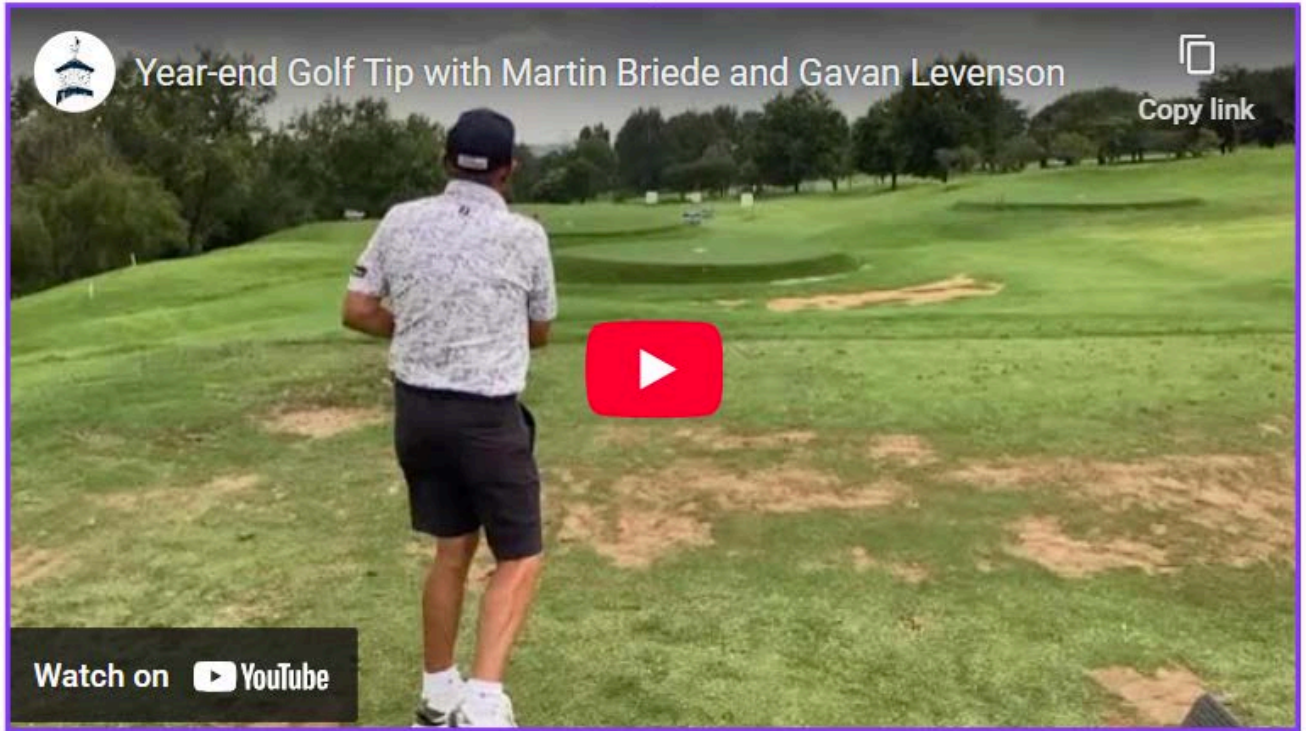 Year-end Golf Tip with Martin Briede and Gavan Levenson
Copy link
Watch on YouTube